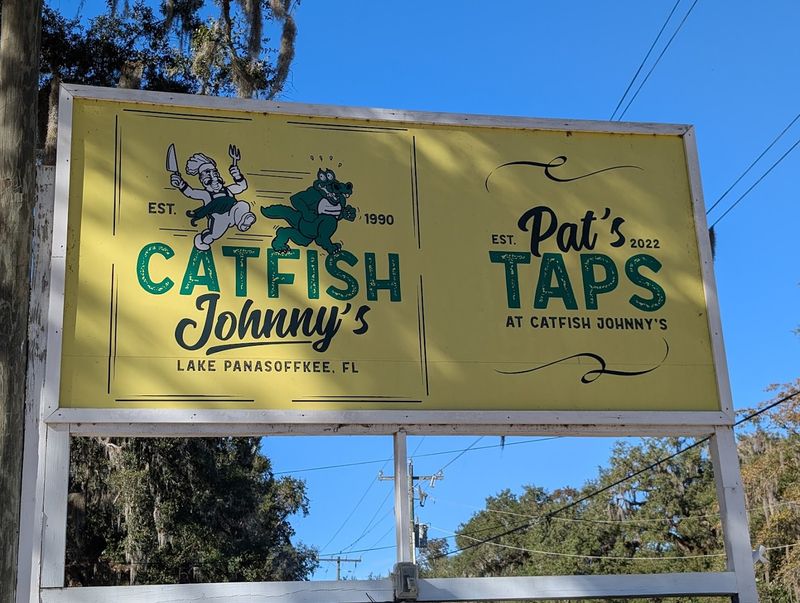 EST. 1990
CATFISH
Johnny's
LAKE PANASOFFKEE, FL
EST. Pat's 2022
TAPS
AT CATFISH JOHNNY'S